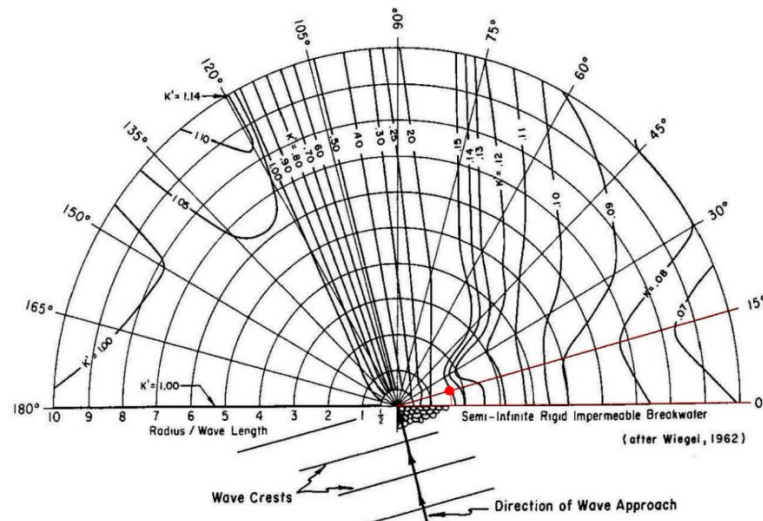 90°
105°
75°
120°
60°
K'=1.14
135°
45°
1.10
K'=.80
.90
1.00
.70
.60
.50
.40
.30
.25
.20
.15
.14
.13
K'=.12
.11
.10
.09
1.05
150°
30°
K'=.08
.07
165°
15°
K'=1.00
K'=1.00
180°
0
10 9 8 7 6 5 4 3 2 1 ½
Radius / Wave Length
Semi-Infinite Rigid Impermeable Breakwater
(after Wiegel, 1962)
Wave Crests
Direction of Wave Approach